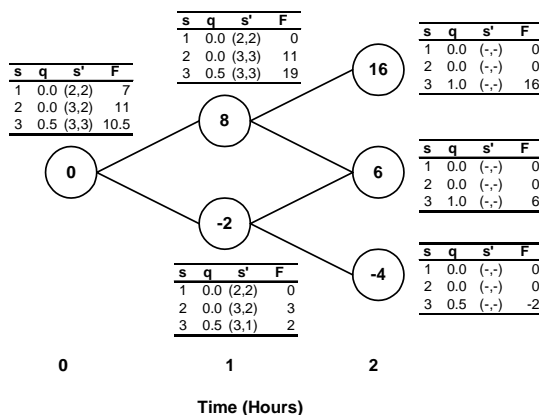 s q s' F
1 0.0 (2,2) 7
2 0.0 (3,2) 11
3 0.5 (3,3) 10.5
0
s q s' F
1 0.0 (2,2) 0
2 0.0 (3,3) 11
3 0.5 (3,3) 19
8
-2
s q s' F
1 0.0 (2,2) 0
2 0.0 (3,2) 3
3 0.5 (3,1) 2
16
s q s' F
1 0.0 (-,-) 0
2 0.0 (-,-) 0
3 1.0 (-,-) 16
6
s q s' F
1 0.0 (-,-) 0
2 0.0 (-,-) 0
3 1.0 (-,-) 6
-4
s q s' F
1 0.0 (-,-) 0
2 0.0 (-,-) 0
3 0.5 (-,-) -2
0 1 2
Time (Hours)